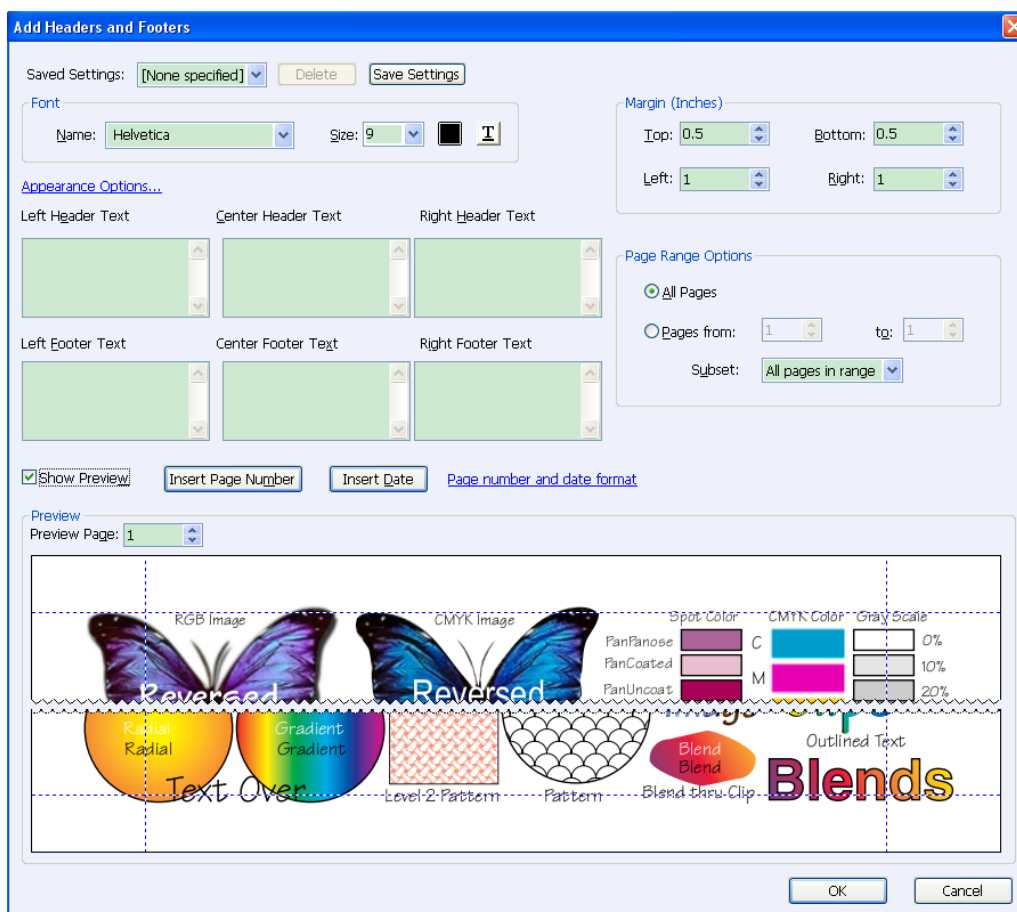 Add Headers and Footers
Saved Settings: [None specified] Delete Save Settings
Font
Name: Helvetica Size: 9 T
Margin (Inches)
Top: 0.5 Bottom: 0.5
Left: 1 Right: 1
Appearance Options...
Left Header Text Center Header Text Right Header Text
Page Range Options
All Pages
Pages from: 1 to: 1
Subset: All pages in range
Left Footer Text Center Footer Text Right Footer Text
Show Preview Insert Page Number Insert Date Page number and date format
Preview
Preview Page: 1
RGB Image CMYK Image Spot Color CMYK Color Gray Scale
PanPanose C 0%
PanCoated M 10%
PanUncoat 20%
Reversed Reversed
Radial Gradient
Radial Gradient
Text Over
Level 2 Pattern Pattern
Blend
Blend
Blend thru Clip
Outlined Text
Blends
OK Cancel